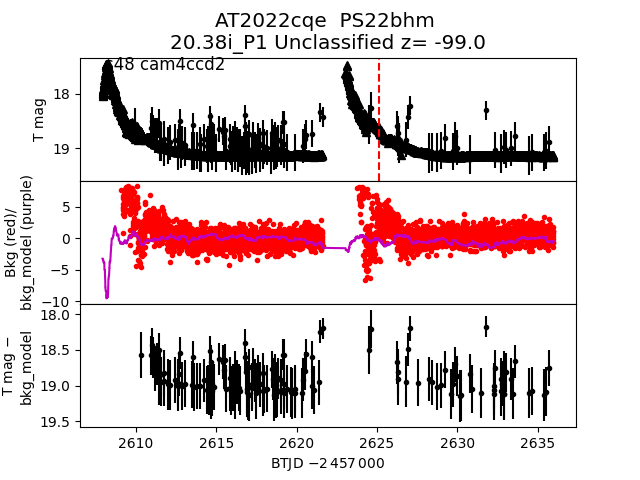 AT2022cqe PS22bhm
20.38i_P1 Unclassified z= -99.0
s48 cam4ccd2
T mag
18
19
Bkg (red)/
bkg_model (purple)
5
0
−5
−10
T mag −
bkg_model
18.0
18.5
19.0
19.5
2610 2615 2620 2625 2630 2635
BTJD −2 457 000